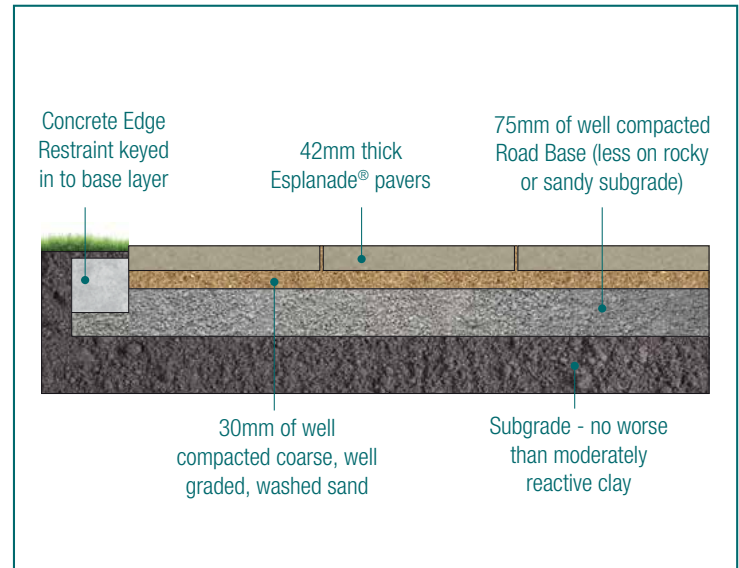 Concrete Edge
Restraint keyed
in to base layer
42mm thick
Esplanade® pavers
75mm of well compacted
Road Base (less on rocky
or sandy subgrade)
30mm of well
compacted coarse, well
graded, washed sand
Subgrade - no worse
than moderately
reactive clay